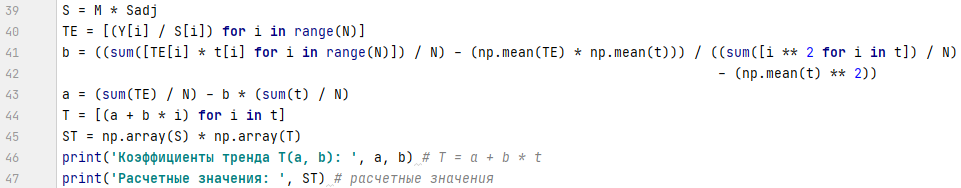 39 S = M * Sadj
40 TE = [(Y[i] / S[i]) for i in range(N)]
41 b = ((sum([TE[i] * t[i] for i in range(N)]) / N) - (np.mean(TE) * np.mean(t))) / ((sum([i ** 2 for i in t]) / N)
42 - (np.mean(t) ** 2))
43 a = (sum(TE) / N) - b * (sum(t) / N)
44 T = [(a + b * i) for i in t]
45 ST = np.array(S) * np.array(T)
46 print('Коэффициенты тренда T(a, b): ', a, b) # T = a + b * t
47 print('Расчетные значения: ', ST) # расчетные значения